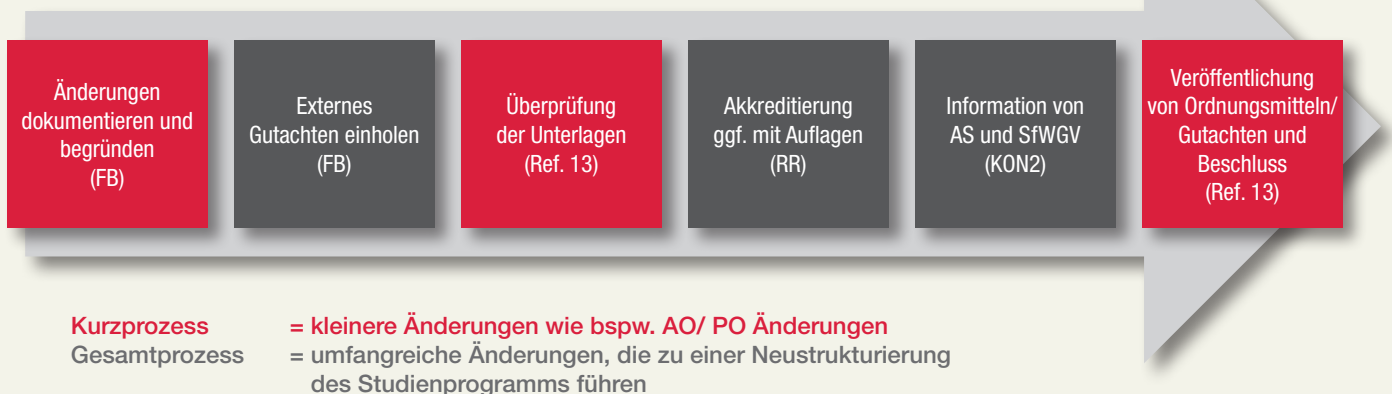 Änderungen
dokumentieren und
begründen
(FB)
Externes
Gutachten einholen
(FB)
Überprüfung
der Unterlagen
(Ref. 13)
Akkreditierung
ggf. mit Auflagen
(RR)
Information von
AS und SfWGV
(KON2)
Veröffentlichung
von Ordnungsmitteln/
Gutachten und
Beschluss
(Ref. 13)
Kurzprozess = kleinere Änderungen wie bspw. AO/ PO Änderungen
Gesamtprozess = umfangreiche Änderungen, die zu einer Neustrukturierung
des Studienprogramms führen